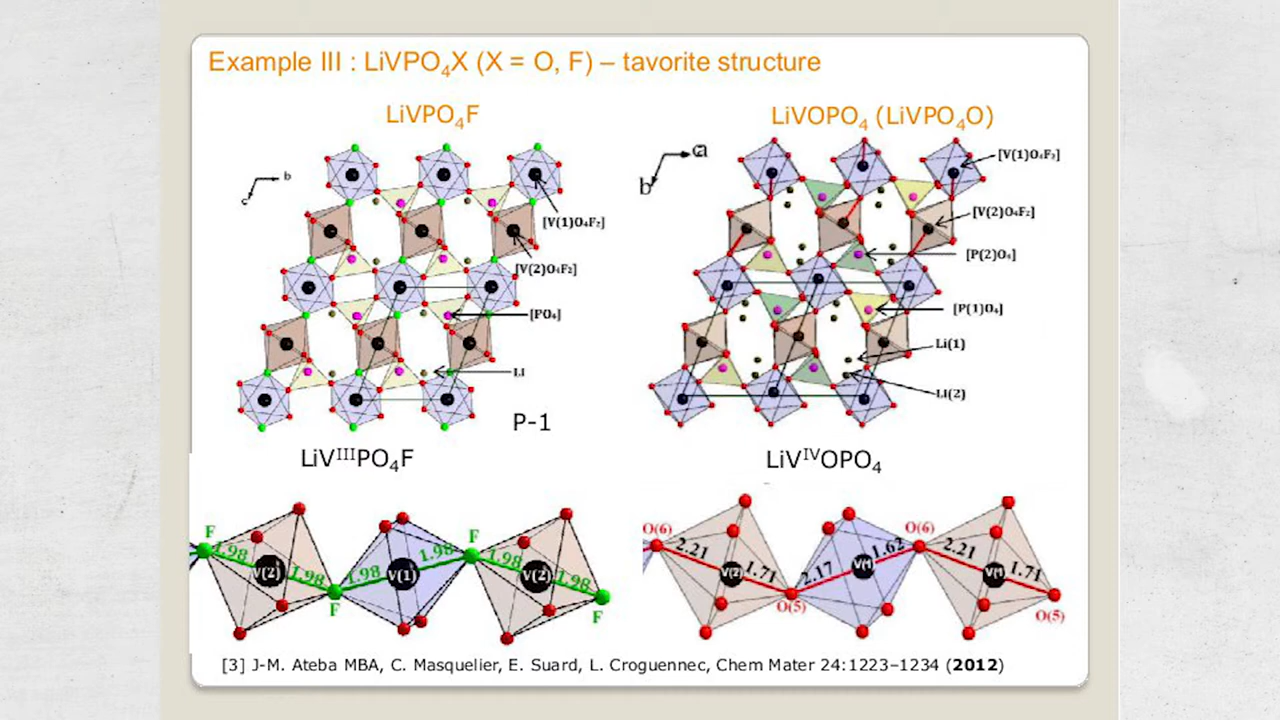 Example III : LiVPO₄X (X = O, F) – tavorite structure
LiVPO₄F
b
c
[V(1)O₄F₂]
[V(2)O₄F₂]
[PO₄]
Li
P-1
LiVᴵᴵᴵPO₄F
LiVOPO₄ (LiVPO₄O)
a
b
[V(1)O₄F₂]
[V(2)O₄F₂]
[P(2)O₄]
[P(1)O₄]
Li(1)
Li(2)
LiVᴵⱽOPO₄
F 1.98 V(2) 1.98 F 1.98 V(1) 1.98 F 1.98 V(2) 1.98 F
O(6) 2.21 V(2) 1.71 O(5) 2.17 V(1) 1.62 O(6) 2.21 V(1) 1.71 O(5)
[3] J-M. Ateba MBA, C. Masquelier, E. Suard, L. Croguennec, Chem Mater 24:1223–1234 (2012)